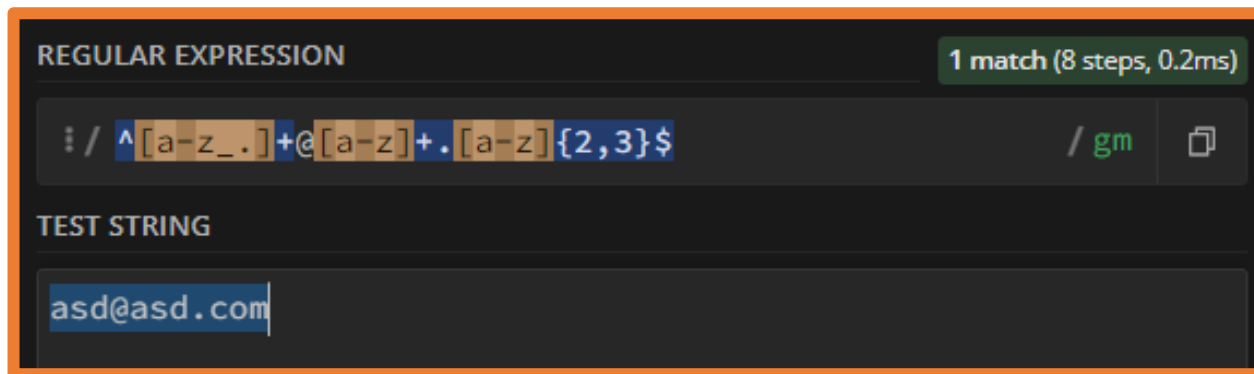 REGULAR EXPRESSION 1 match (8 steps, 0.2ms)
/ ^[a-z_.]+@[a-z]+.[a-z]{2,3}$ / gm
TEST STRING
asd@asd.com